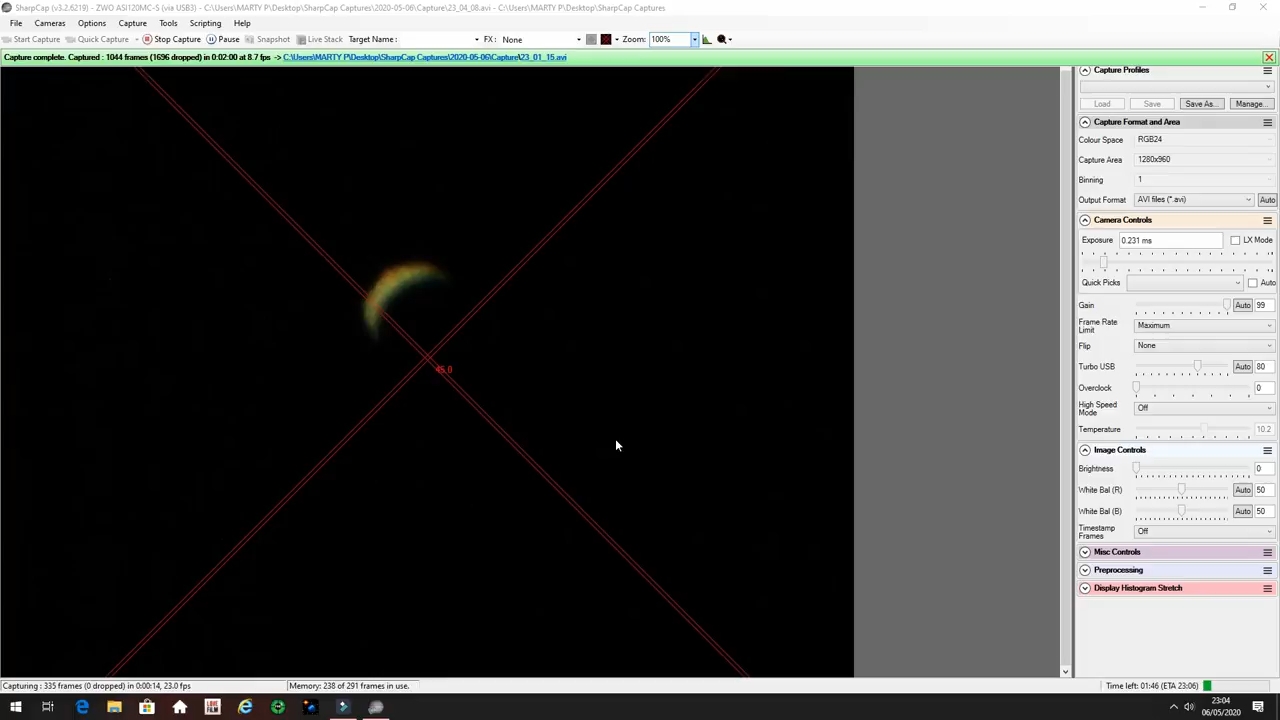 SharpCap (v3.2.6219) - ZWO ASI120MC-S (via USB3) - C:\Users\MARTY P\Desktop\SharpCap Captures\2020-05-06\Capture\23_04_08.avi - C:\Users\MARTY P\Desktop\SharpCap Captures
File Cameras Options Capture Tools Scripting Help
Start Capture Quick Capture Stop Capture Pause Snapshot Live Stack Target Name : FX: None Zoom: 100%
Capture complete. Captured : 1044 frames (1696 dropped) in 0:02:00 at 8.7 fps -> C:\Users\MARTY P\Desktop\SharpCap Captures\2020-05-06\Capture\23_01_15.avi
Capture Profiles
Load Save Save As... Manage...
Capture Format and Area
Colour Space RGB24
Capture Area 1280x960
Binning 1
Output Format AVI files (*.avi) Auto
Camera Controls
Exposure 0.231 ms LX Mode
Quick Picks Auto
Gain Auto 99
Frame Rate Limit Maximum
Flip None
Turbo USB Auto 80
Overclock 0
High Speed Mode Off
Temperature 10.2
Image Controls
Brightness 0
White Bal (R) Auto 50
White Bal (B) Auto 50
Timestamp Frames Off
Misc Controls
Preprocessing
Display Histogram Stretch
45.0
Capturing : 335 frames (0 dropped) in 0:00:14, 23.0 fps Memory: 238 of 291 frames in use. Time left: 01:46 (ETA 23:06)
LOVE FiLM
23:04
06/05/2020